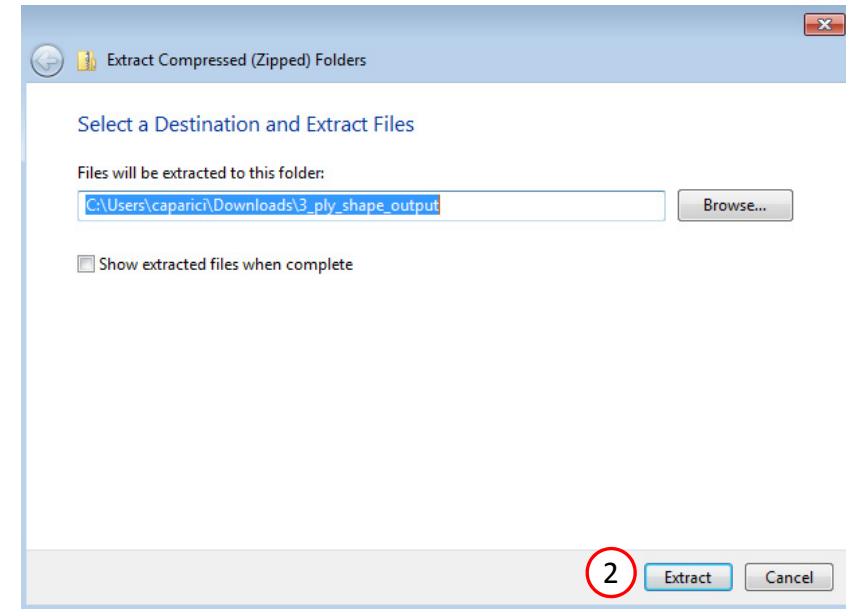 Extract Compressed (Zipped) Folders
Select a Destination and Extract Files
Files will be extracted to this folder:
C:\Users\caparici\Downloads\3_ply_shape_output
Browse...
Show extracted files when complete
2
Extract
Cancel